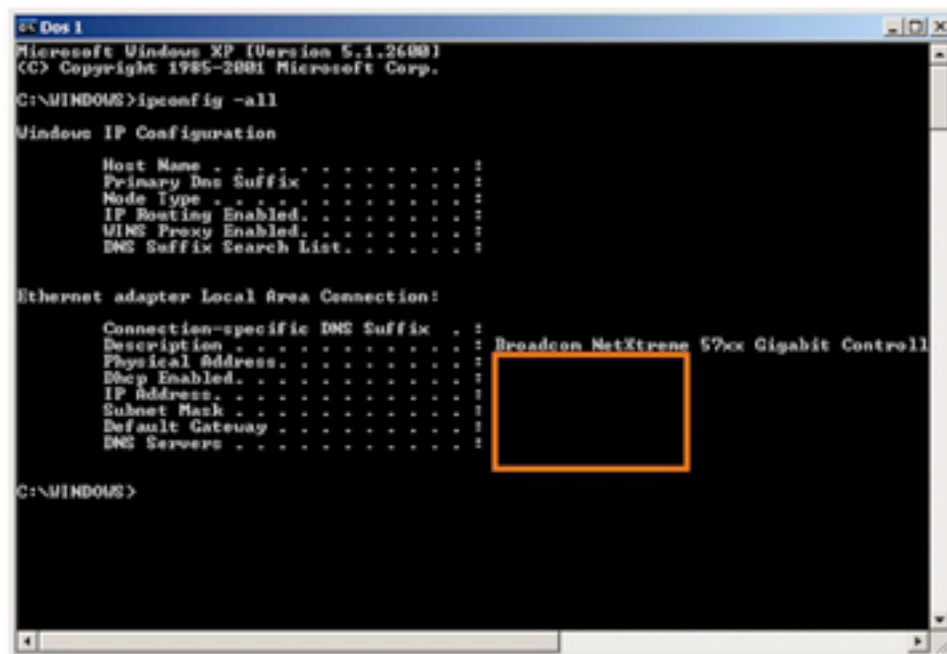 Dos 1
Microsoft Windows XP [Version 5.1.2600]
(C) Copyright 1985-2001 Microsoft Corp.
C:\WINDOWS>ipconfig -all
Windows IP Configuration
Host Name . . . . . . . . . . . . :
Primary Dns Suffix . . . . . . . :
Node Type . . . . . . . . . . . . :
IP Routing Enabled. . . . . . . . :
WINS Proxy Enabled. . . . . . . . :
DNS Suffix Search List. . . . . . :
Ethernet adapter Local Area Connection:
Connection-specific DNS Suffix . :
Description . . . . . . . . . . . : Broadcom NetXtreme 57xx Gigabit Controll
Physical Address. . . . . . . . . :
Dhcp Enabled. . . . . . . . . . . :
IP Address. . . . . . . . . . . . :
Subnet Mask . . . . . . . . . . . :
Default Gateway . . . . . . . . . :
DNS Servers . . . . . . . . . . . :
C:\WINDOWS>